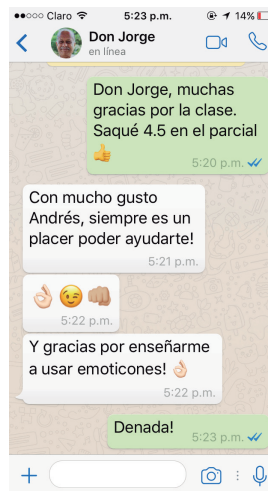 Claro 5:23 p.m. 14%
Don Jorge
en línea
Don Jorge, muchas
gracias por la clase.
Saqué 4.5 en el parcial
👍
5:20 p.m.
Con mucho gusto
Andrés, siempre es un
placer poder ayudarte!
5:21 p.m.
👌🏻😉👊🏼
5:22 p.m.
Y gracias por enseñarme
a usar emoticones! 👌🏻
5:22 p.m.
Denada!
5:23 p.m.